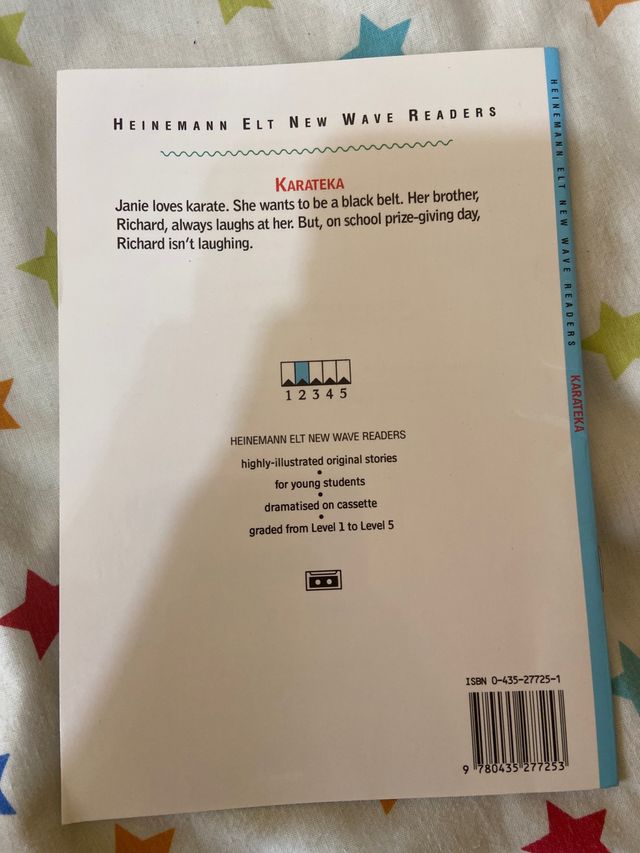 HEINEMANN ELT NEW WAVE READERS
KARATEKA
Janie loves karate. She wants to be a black belt. Her brother,
Richard, always laughs at her. But, on school prize-giving day,
Richard isn't laughing.
1 2 3 4 5
HEINEMANN ELT NEW WAVE READERS
highly-illustrated original stories
•
for young students
•
dramatised on cassette
•
graded from Level 1 to Level 5
ISBN 0-435-27725-1
9 780435 277253
HEINEMANN ELT NEW WAVE READERS KARATEKA